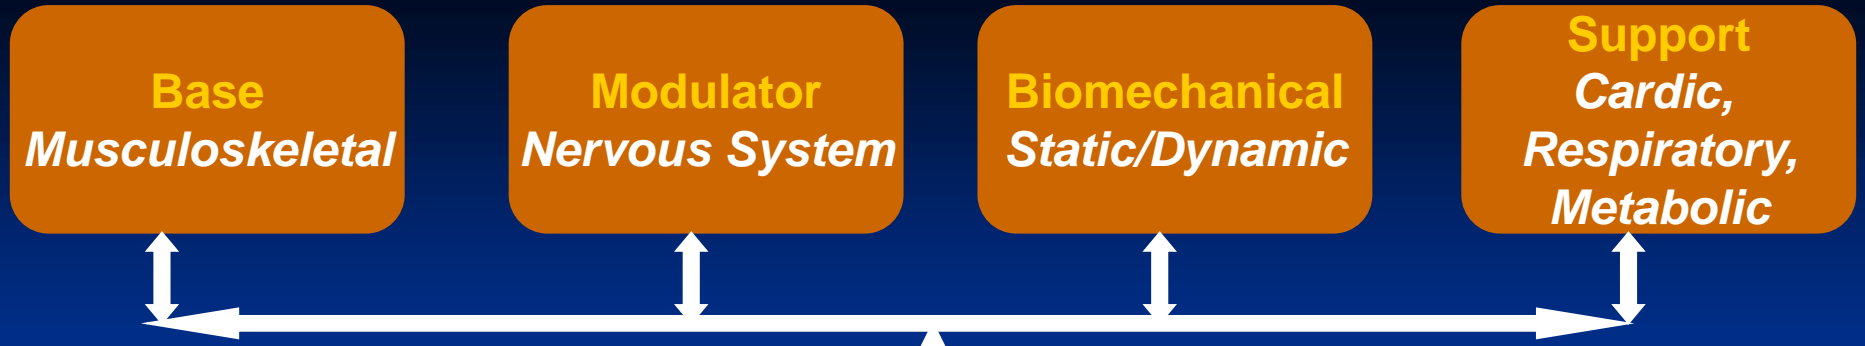 Base
Musculoskeletal
Modulator
Nervous System
Biomechanical
Static/Dynamic
Support
Cardic,
Respiratory,
Metabolic